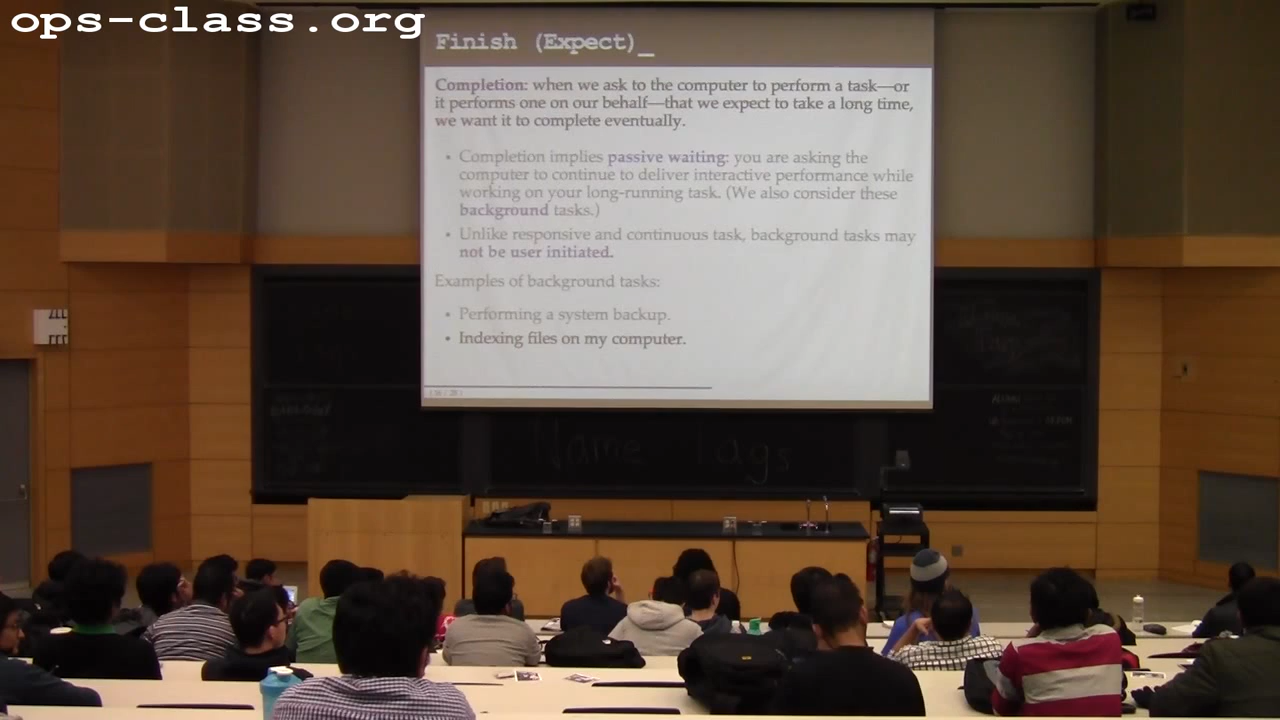 ops-class.org
Finish (Expect)_
Completion: when we ask to the computer to perform a task—or
it performs one on our behalf—that we expect to take a long time,
we want it to complete eventually.
• Completion implies passive waiting: you are asking the
computer to continue to deliver interactive performance while
working on your long-running task. (We also consider these
background tasks.)
• Unlike responsive and continuous task, background tasks may
not be user initiated.
Examples of background tasks:
• Performing a system backup.
• Indexing files on my computer.
Name Tags